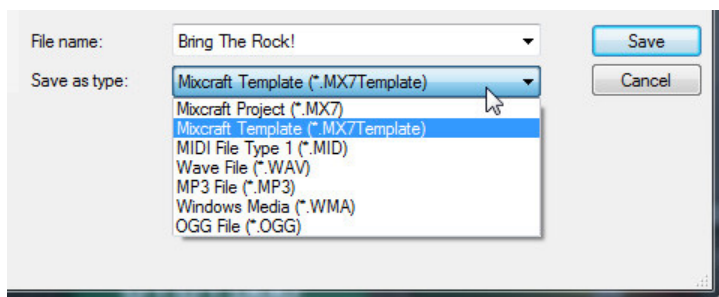 File name: Bring The Rock! Save
Save as type: Mixcraft Template (*.MX7Template) Cancel
Mixcraft Project (*.MX7)
Mixcraft Template (*.MX7Template)
MIDI File Type 1 (*.MID)
Wave File (*.WAV)
MP3 File (*.MP3)
Windows Media (*.WMA)
OGG File (*.OGG)